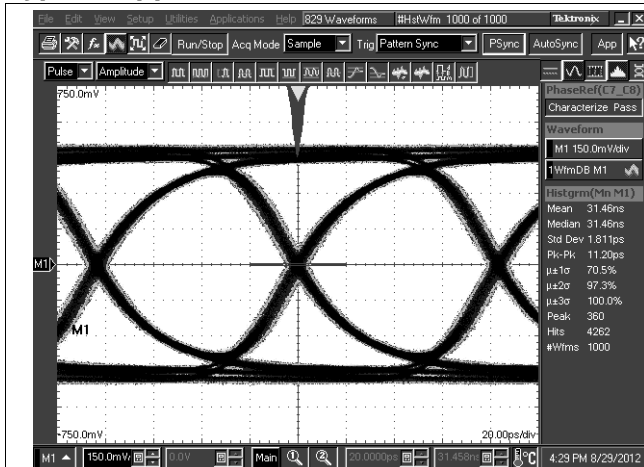 File Edit View Setup Utilities Applications Help 829 Waveforms #HstWfm 1000 of 1000 Tektronix
Run/Stop Acq Mode Sample Trig Pattern Sync PSync AutoSync App
Pulse Amplitude
750.0mV
PhaseRef(C7_C8)
Characterize Pass
Waveform
M1 150.0mV/div
1 WfmDB M1
Histgrm(Mn M1)
Mean 31.46ns
Median 31.46ns
Std Dev 1.811ps
Pk-Pk 11.20ps
µ±1σ 70.5%
µ±2σ 97.3%
µ±3σ 100.0%
Peak 360
Hits 4262
#Wfms 1000
M1
M1
-750.0mV 20.00ps/div
M1 150.0mV/ 0.0V Main 1 2 20.0000ps 31.458ns °C 4:29 PM 8/29/2012